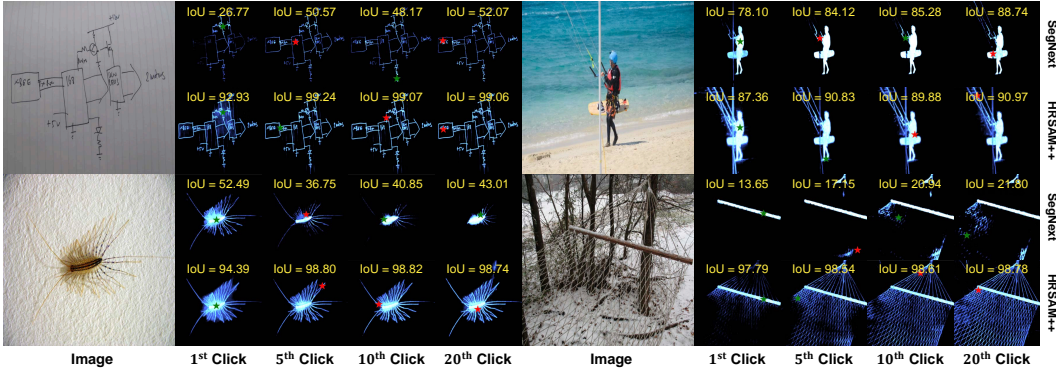 IoU = 26.77 IoU = 50.57 IoU = 48.17 IoU = 52.07
IoU = 78.10 IoU = 84.12 IoU = 85.28 IoU = 88.74
SegNext
IoU = 92.93 IoU = 99.24 IoU = 99.07 IoU = 99.06
IoU = 87.36 IoU = 90.83 IoU = 89.88 IoU = 90.97
HRSAM++
+5V
IoU = 52.49 IoU = 36.75 IoU = 40.85 IoU = 43.01
IoU = 13.65 IoU = 17.15 IoU = 20.94 IoU = 21.80
SegNext
IoU = 94.39 IoU = 98.80 IoU = 98.82 IoU = 98.74
IoU = 97.79 IoU = 98.54 IoU = 98.61 IoU = 98.78
HRSAM++
Image 1st Click 5th Click 10th Click 20th Click Image 1st Click 5th Click 10th Click 20th Click